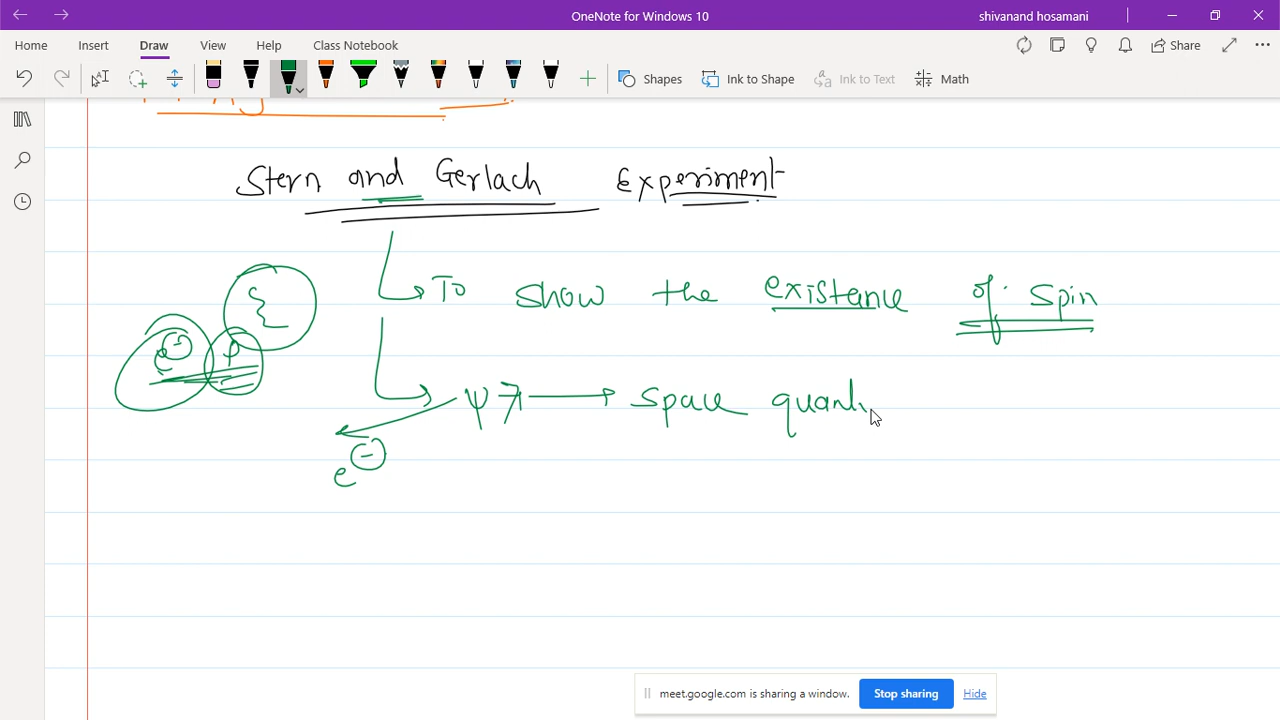 OneNote for Windows 10
shivanand hosamani
Home Insert Draw View Help Class Notebook Share
Shapes Ink to Shape Ink to Text Math
Stern and Gerlach Experiment
To show the existance of spin
e⊖ p
ψ → space quanti
e⊖
meet.google.com is sharing a window. Stop sharing Hide